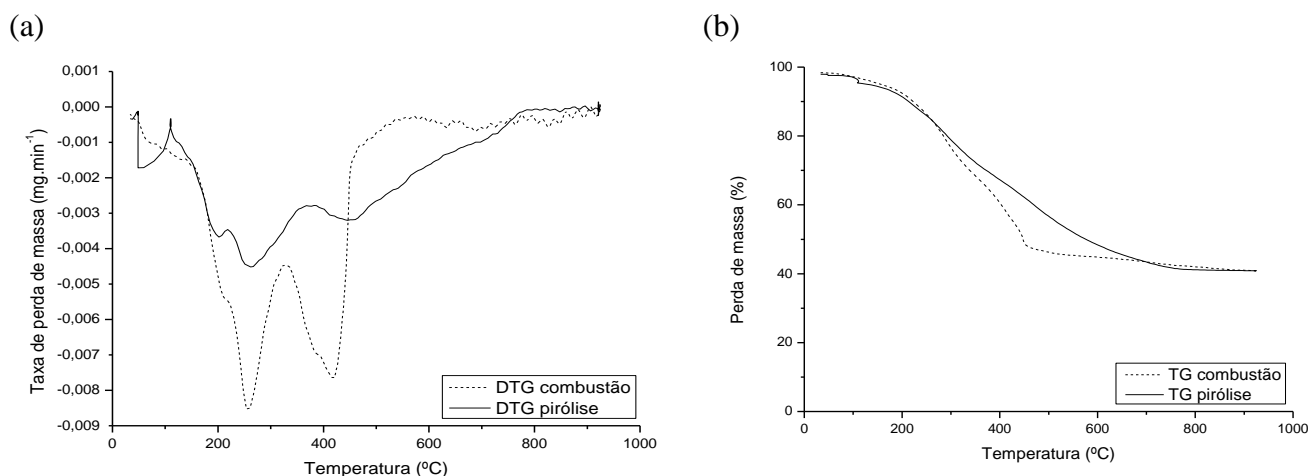 (a)
(b)
Taxa de perda de massa (mg.min⁻¹)
0,001
0,000
-0,001
-0,002
-0,003
-0,004
-0,005
-0,006
-0,007
-0,008
-0,009
DTG combustão
DTG pirólise
0 200 400 600 800 1000
Temperatura (ºC)
Perda de massa (%)
100
80
60
40
20
0
TG combustão
TG pirólise
0 200 400 600 800 1000
Temperatura (ºC)